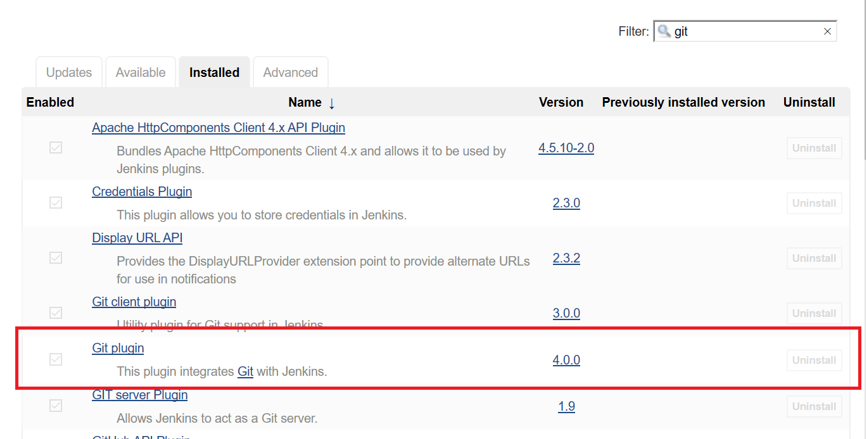 Filter: git ×
Updates Available Installed Advanced
Enabled Name ↓ Version Previously installed version Uninstall
Apache HttpComponents Client 4.x API Plugin
Bundles Apache HttpComponents Client 4.x and allows it to be used by
Jenkins plugins.
4.5.10-2.0 Uninstall
Credentials Plugin
This plugin allows you to store credentials in Jenkins.
2.3.0 Uninstall
Display URL API
Provides the DisplayURLProvider extension point to provide alternate URLs
for use in notifications
2.3.2 Uninstall
Git client plugin
Utility plugin for Git support in Jenkins
3.0.0 Uninstall
Git plugin
This plugin integrates Git with Jenkins.
4.0.0 Uninstall
GIT server Plugin
Allows Jenkins to act as a Git server.
1.9 Uninstall
GitHub API Plugin